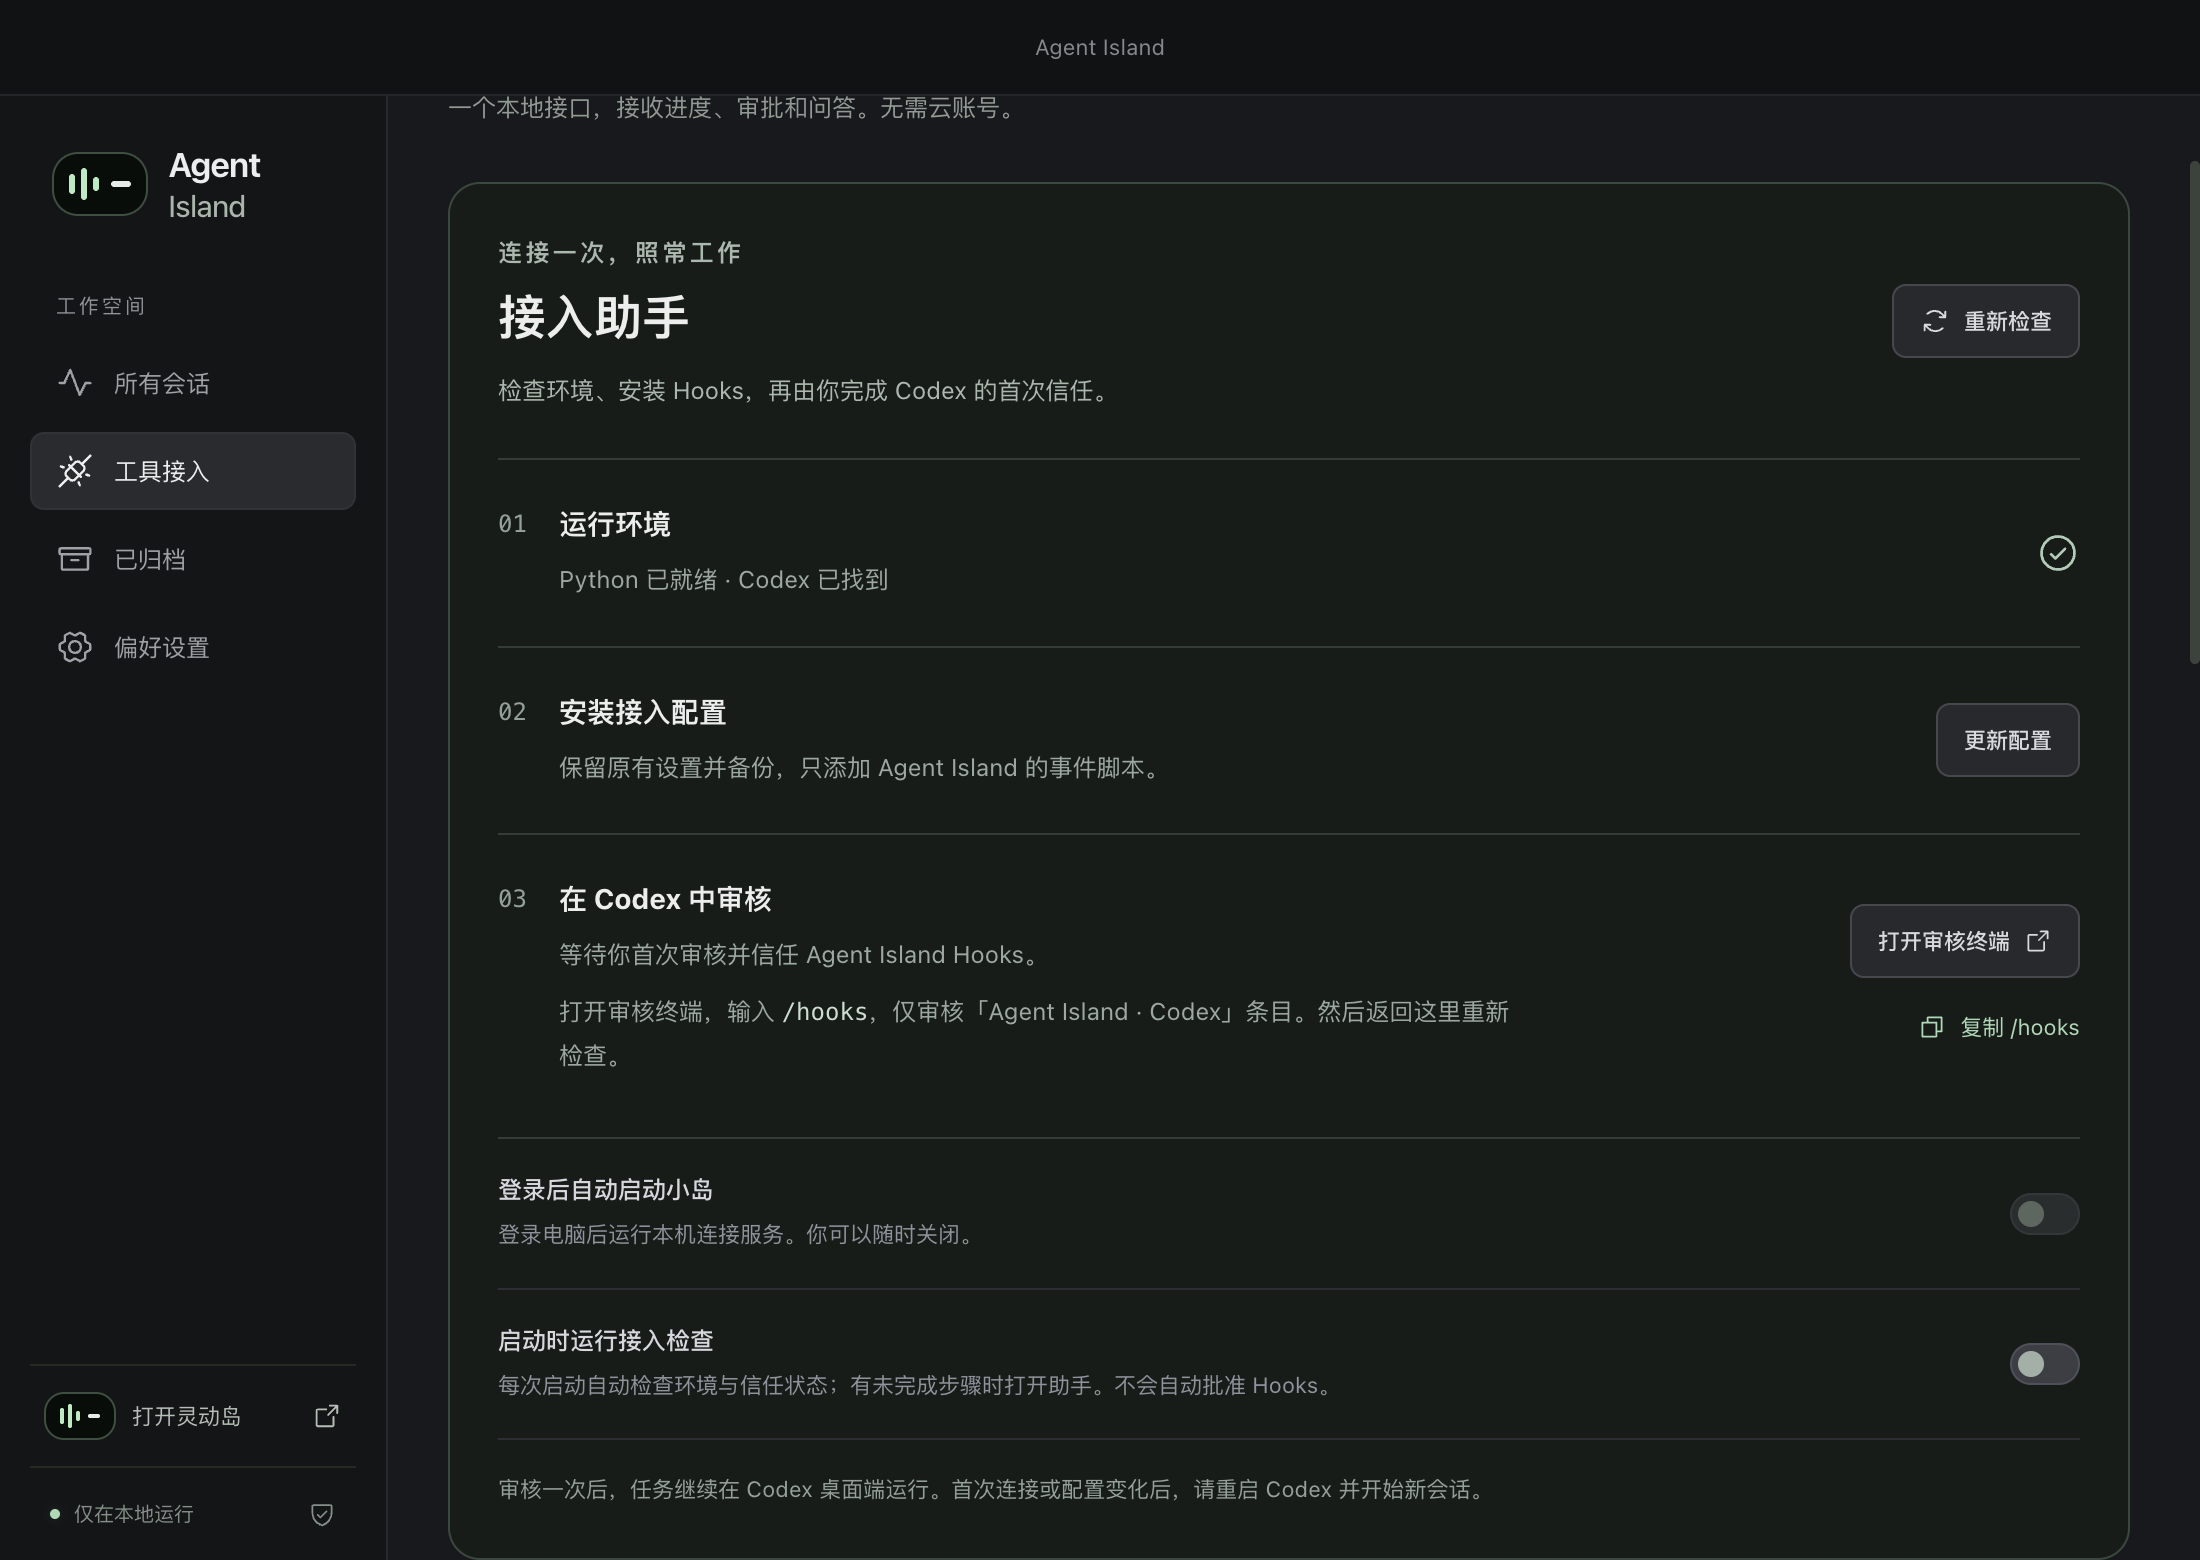 Agent Island
Agent
Island
工作空间
所有会话
工具接入
已归档
偏好设置
打开灵动岛
仅在本地运行
一个本地接口，接收进度、审批和问答。无需云账号。
连接一次，照常工作
接入助手
重新检查
检查环境、安装 Hooks，再由你完成 Codex 的首次信任。
01 运行环境
Python 已就绪 · Codex 已找到
02 安装接入配置
保留原有设置并备份，只添加 Agent Island 的事件脚本。
更新配置
03 在 Codex 中审核
等待你首次审核并信任 Agent Island Hooks。
打开审核终端，输入 /hooks，仅审核「Agent Island · Codex」条目。然后返回这里重新
检查。
打开审核终端
复制 /hooks
登录后自动启动小岛
登录电脑后运行本机连接服务。你可以随时关闭。
启动时运行接入检查
每次启动自动检查环境与信任状态；有未完成步骤时打开助手。不会自动批准 Hooks。
审核一次后，任务继续在 Codex 桌面端运行。首次连接或配置变化后，请重启 Codex 并开始新会话。